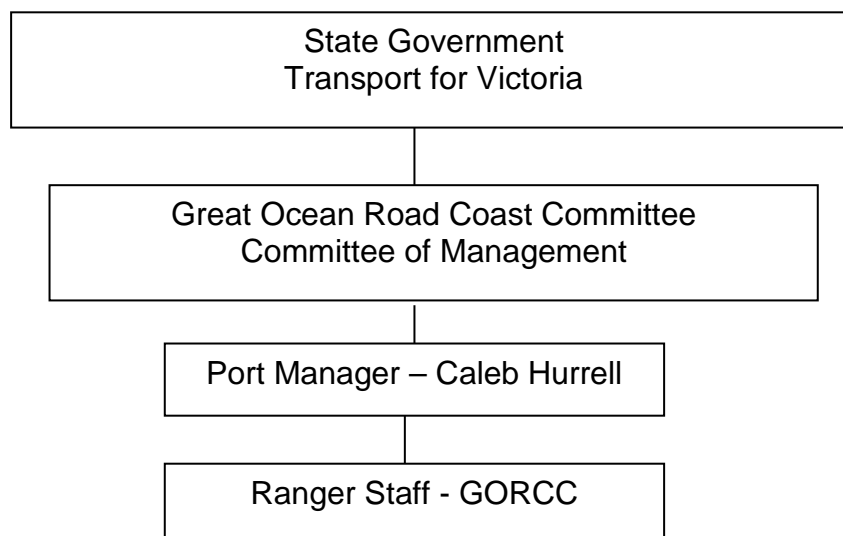 State Government
Transport for Victoria
Great Ocean Road Coast Committee
Committee of Management
Port Manager – Caleb Hurrell
Ranger Staff - GORCC